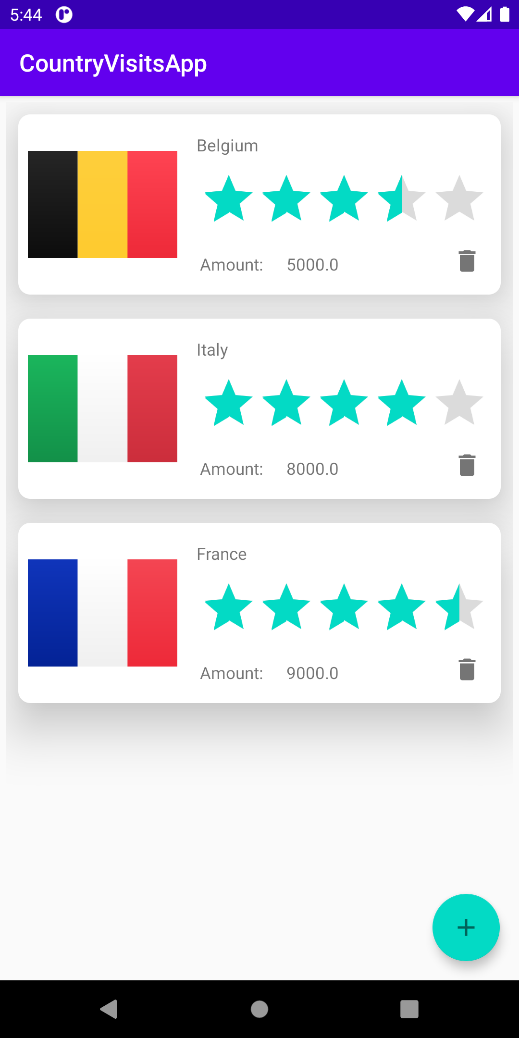 5:44
CountryVisitsApp
Belgium
Amount: 5000.0
Italy
Amount: 8000.0
France
Amount: 9000.0